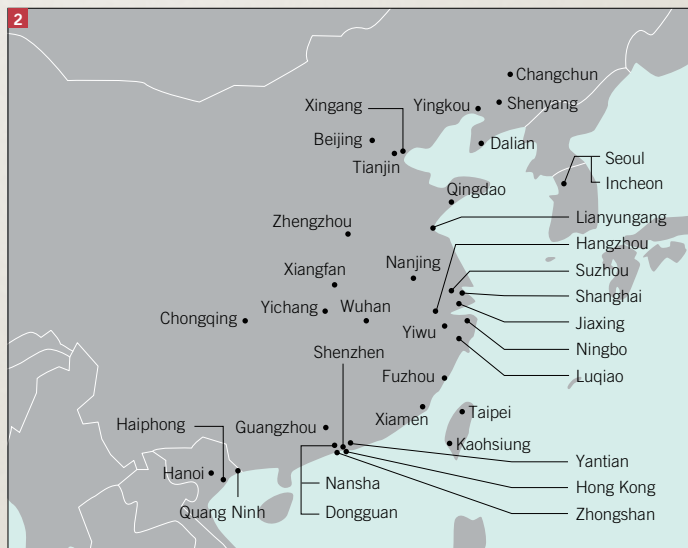 2
Changchun
Xingang
Yingkou
Shenyang
Beijing
Dalian
Tianjin
Seoul
Incheon
Qingdao
Lianyungang
Zhengzhou
Hangzhou
Nanjing
Xiangfan
Suzhou
Shanghai
Yichang
Wuhan
Chongqing
Jiaxing
Yiwu
Ningbo
Shenzhen
Luqiao
Fuzhou
Xiamen
Taipei
Haiphong
Guangzhou
Kaohsiung
Yantian
Hanoi
Nansha
Hong Kong
Quang Ninh
Dongguan
Zhongshan